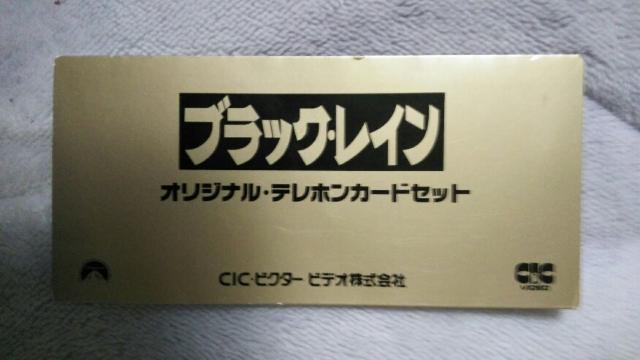 ブラック・レイン
オリジナル・テレホンカードセット
CIC・ビクター ビデオ株式会社
CIC
VIDEO